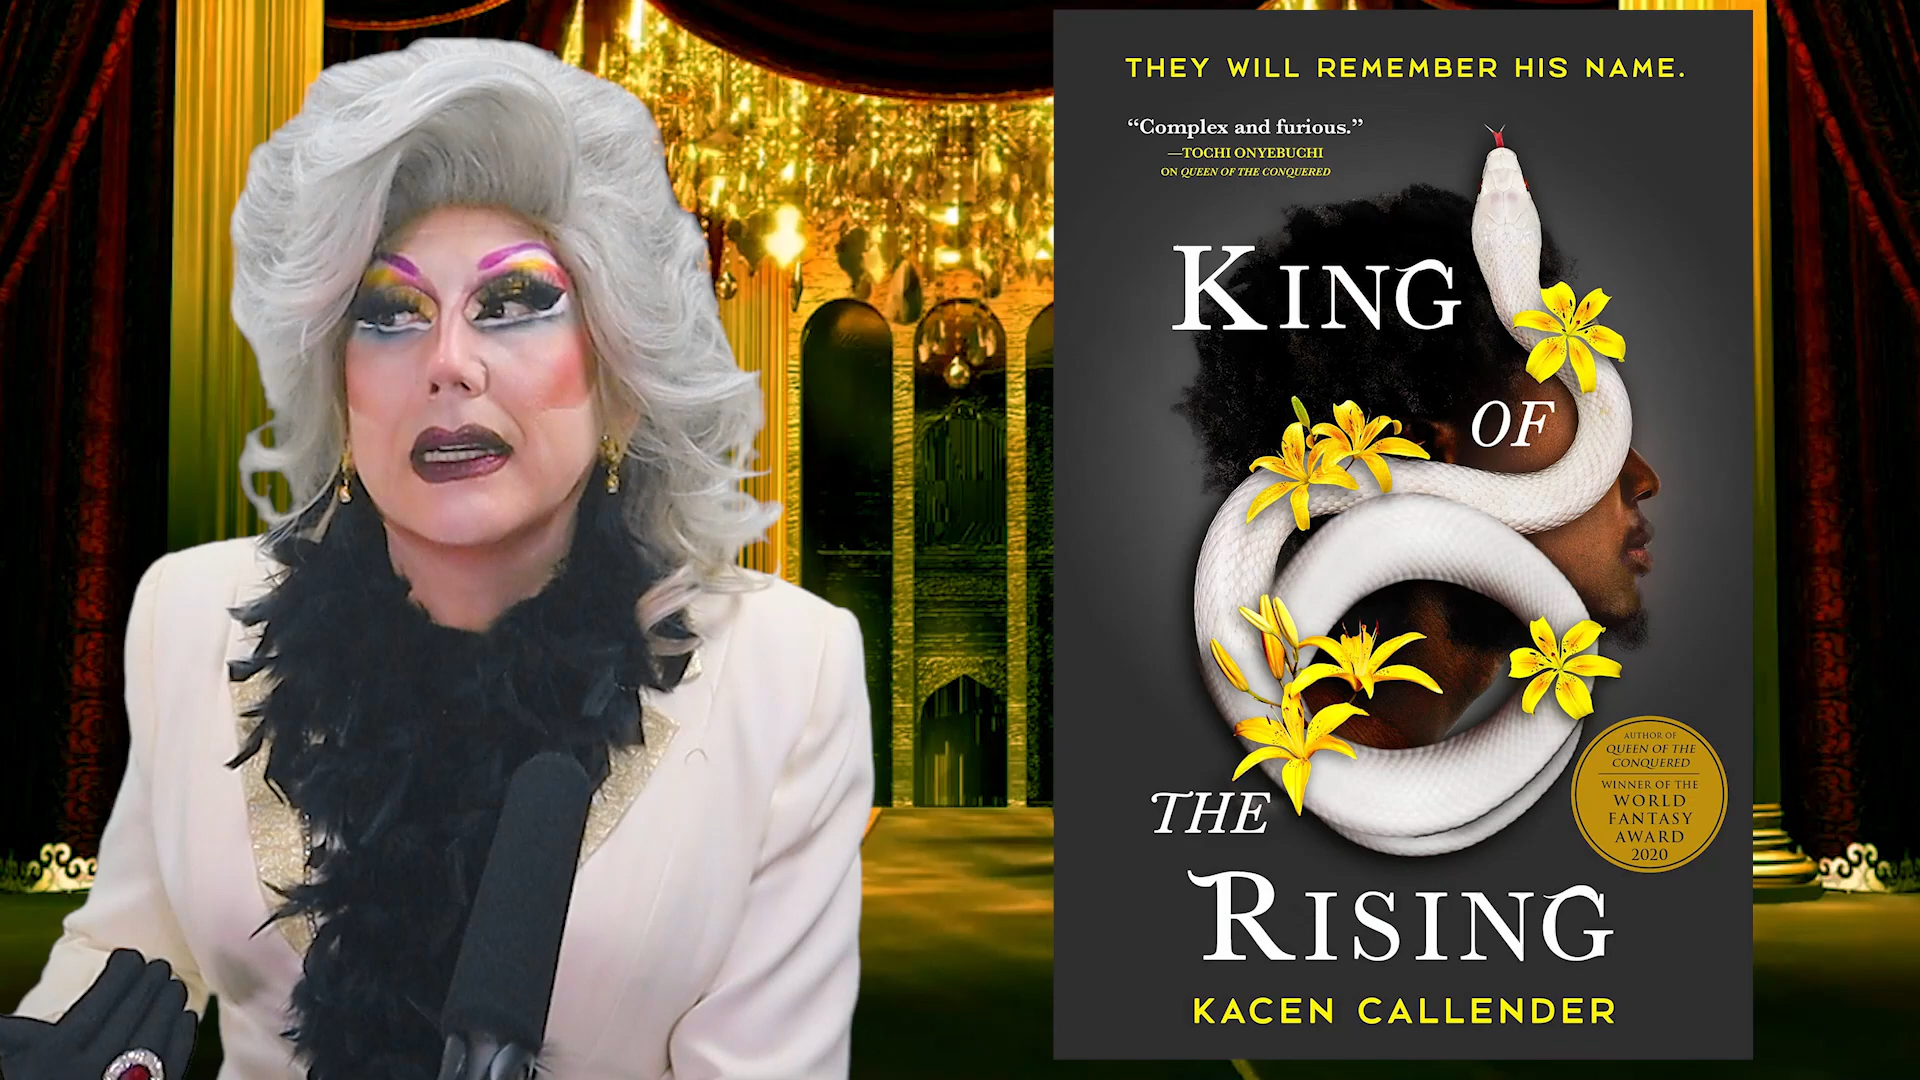 THEY WILL REMEMBER HIS NAME.
“Complex and furious.”
—TOCHI ONYEBUCHI
ON QUEEN OF THE CONQUERED
KING
OF
THE
RISING
AUTHOR OF
QUEEN OF THE
CONQUERED
WINNER OF THE
WORLD
FANTASY
AWARD
2020
KACEN CALLENDER